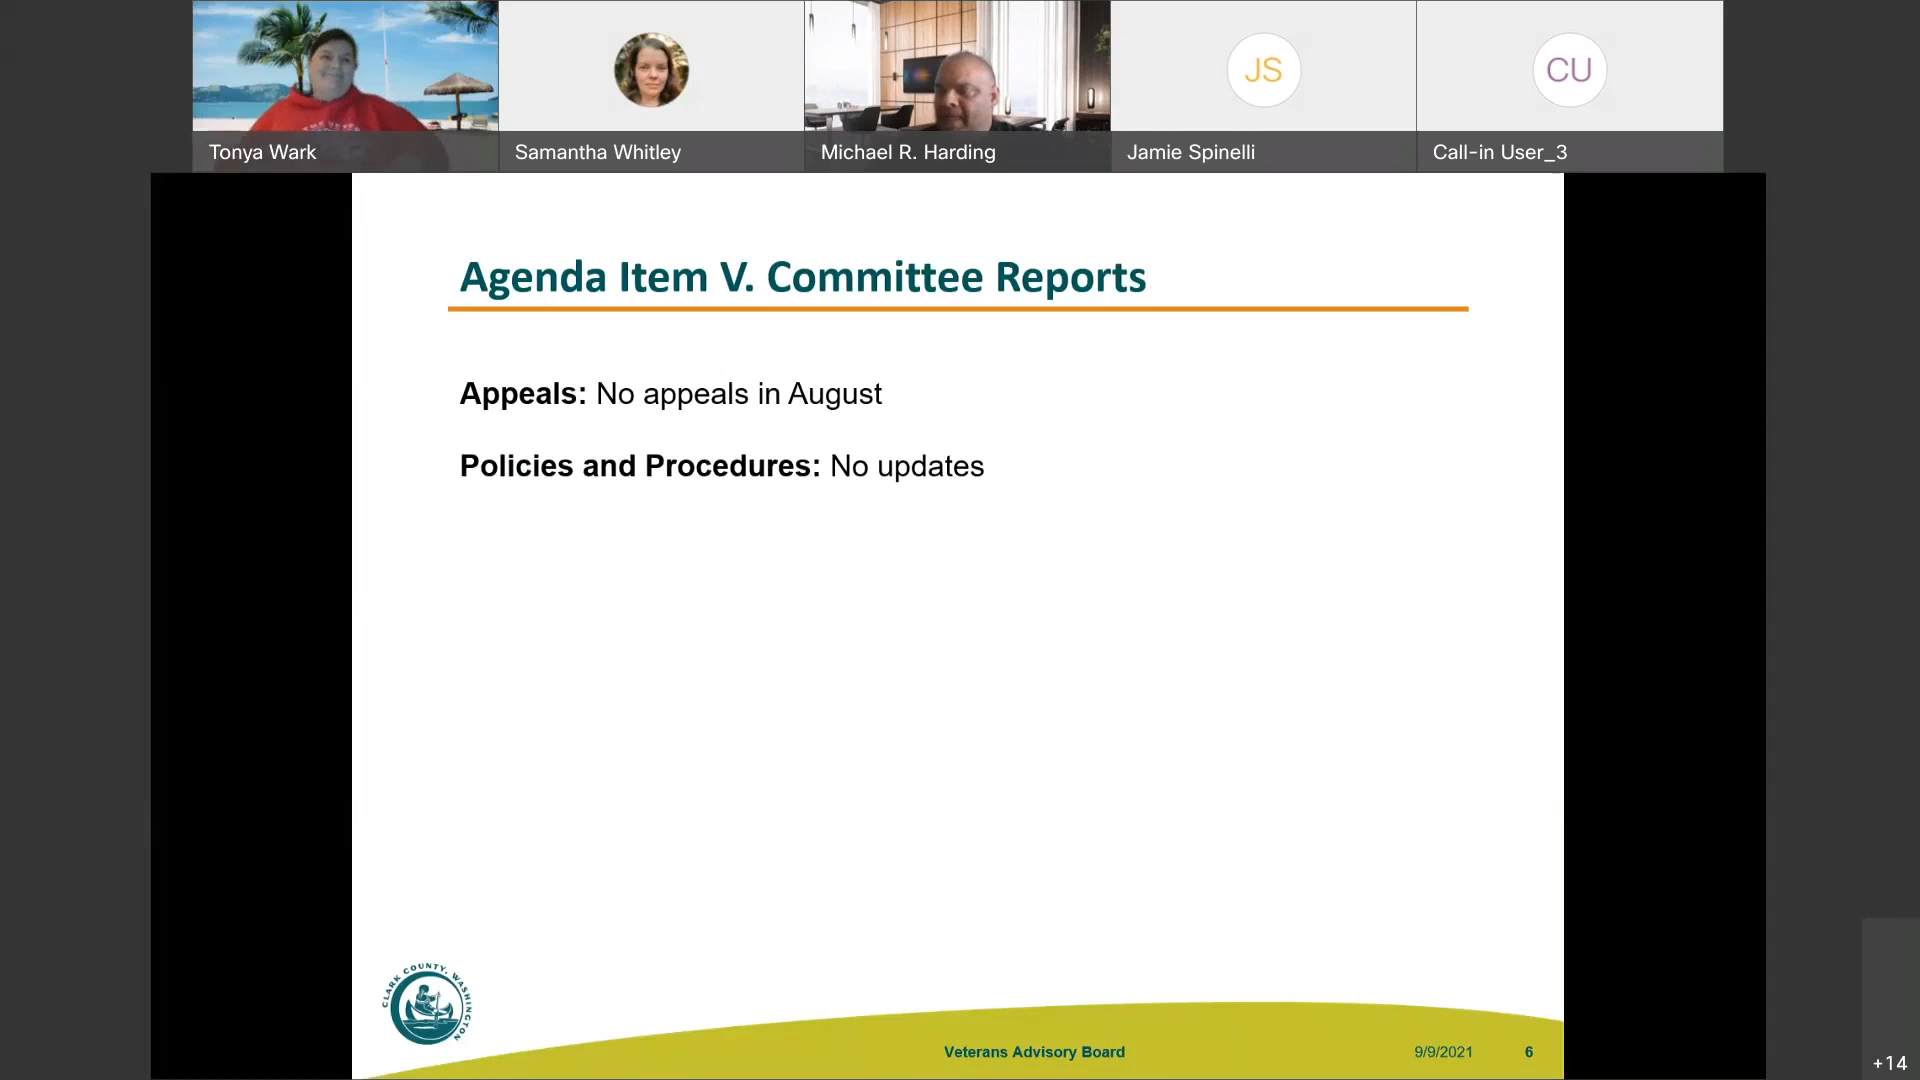 Tonya Wark
Samantha Whitley
Michael R. Harding
JS
Jamie Spinelli
CU
Call-in User_3
Agenda Item V. Committee Reports
Appeals: No appeals in August
Policies and Procedures: No updates
CLARK COUNTY, WASHINGTON
Veterans Advisory Board
9/9/2021
6
+14